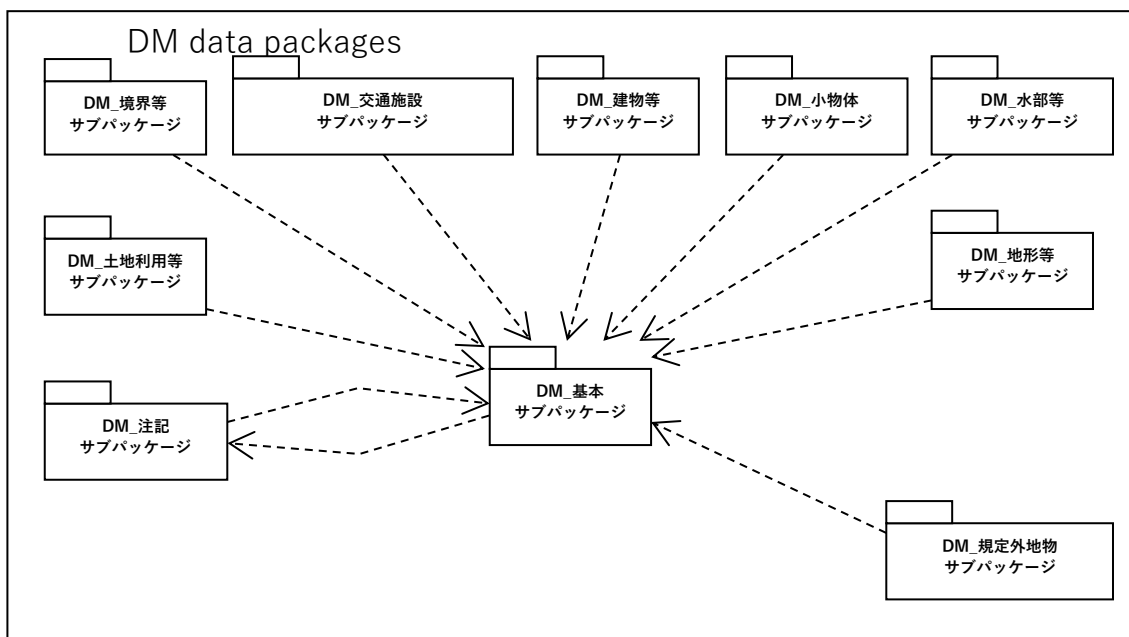 DM data packages
DM_境界等
サブパッケージ
DM_交通施設
サブパッケージ
DM_建物等
サブパッケージ
DM_小物体
サブパッケージ
DM_水部等
サブパッケージ
DM_土地利用等
サブパッケージ
DM_地形等
サブパッケージ
DM_基本
サブパッケージ
DM_注記
サブパッケージ
DM_規定外地物
サブパッケージ